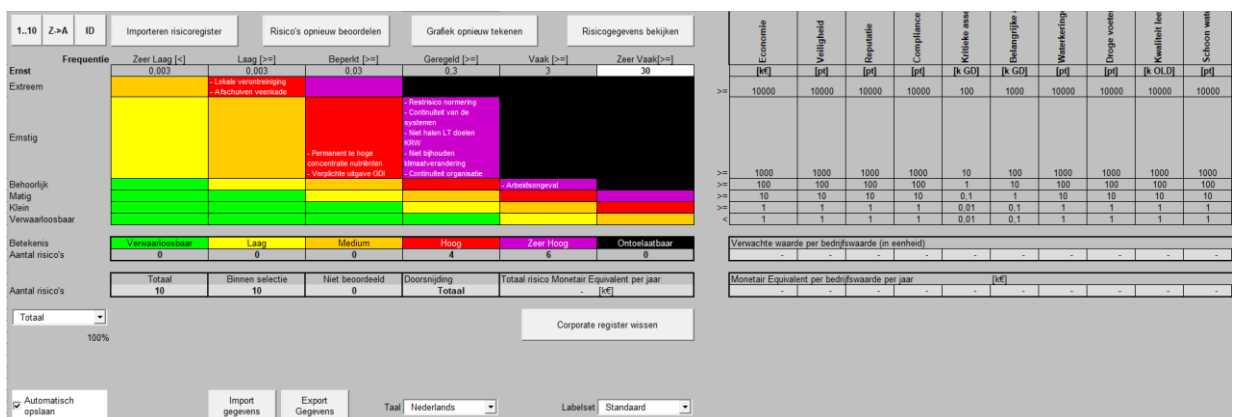 1..10 Z->A ID Importeren risicoregister Risico's opnieuw beoordelen Grafiek opnieuw tekenen Risicogegevens bekijken
Economie Veiligheid Reputatie Compliance Kritieke asse Belangrijke Waterkeringe Droge voeten Kwaliteit lee Schoon wat
Frequentie Zeer Laag [<] Laag [>=] Beperkt [>=] Geregeld [>=] Vaak [>=] Zeer Vaak[>=]
Ernst 0,003 0,003 0,03 0,3 3 30 [k€] [pt] [pt] [pt] [k GD] [k GD] [pt] [pt] [k OLD] [pt]
Extreem
- Lokale verontreiniging
- Afschuiven veenkade
>= 10000 10000 10000 10000 100 1000 10000 10000 10000 10000
Ernstig
- Permanent te hoge
concentratie nutriënten
- Verplichte uitgave GDI
- Restrisico normering
- Continuïteit van de
systemen
- Niet halen LT doelen
KRW
- Niet bijhouden
klimaatverandering
- Continuïteit organisatie
>= 1000 1000 1000 1000 10 100 1000 1000 1000 1000
Behoorlijk - Arbeidsongeval >= 100 100 100 100 1 10 100 100 100 100
Matig >= 10 10 10 10 0,1 1 10 10 10 10
Klein >= 1 1 1 1 0,01 0,1 1 1 1 1
Verwaarloosbaar < 1 1 1 1 0,01 0,1 1 1 1 1
Betekenis Verwaarloosbaar Laag Medium Hoog Zeer Hoog Ontoelaatbaar Verwachte waarde per bedrijfswaarde (in eenheid)
Aantal risico's 0 0 0 4 6 0 - - - - - - - - - -
Totaal Binnen selectie Niet beoordeeld Doorsnijding Totaal risico Monetair Equivalent per jaar Monetair Equivalent per bedrijfswaarde per jaar [k€]
Aantal risico's 10 10 0 Totaal - [k€] - - - - - - - - - -
Totaal
Corporate register wissen
100%
Automatisch
opslaan
Import
gegevens
Export
Gegevens
Taal Nederlands Labelset Standaard